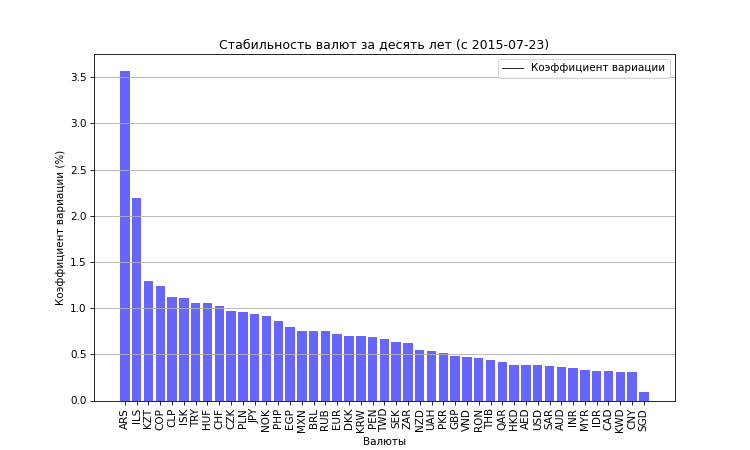 Стабильность валют за десять лет (с 2015-07-23)
Коэффициент вариации
Коэффициент вариации (%)
3.5
3.0
2.5
2.0
1.5
1.0
0.5
0.0
ARS ILS KZT COP CLP ISK TRY HUF CHF CZK PLN JPY NOK PHP EGP MXN BRL RUB EUR DKK KRW PEN TWD SEK ZAR NZD UAH PKR GBP VND RON THB QAR HKD AED USD SAR AUD INR MYR IDR CAD KWD CNY SGD
Валюты